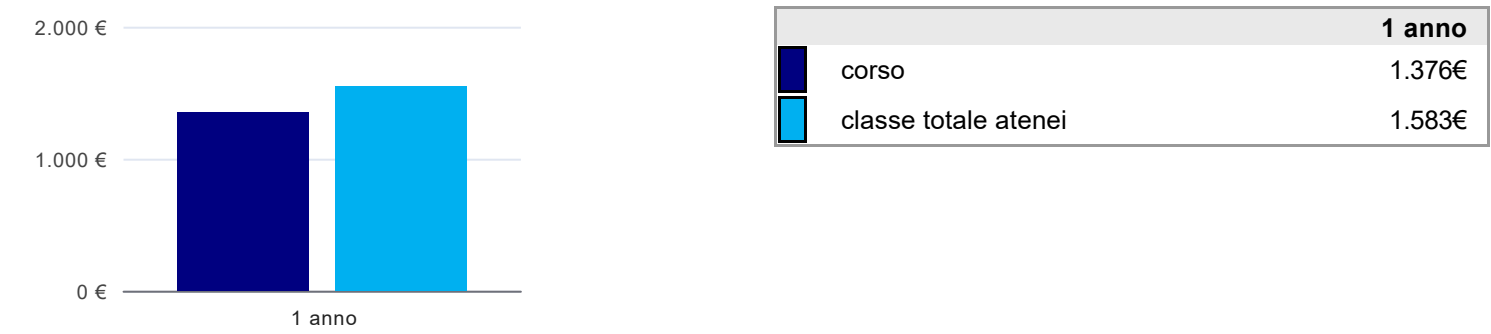 2.000 €
1.000 €
0 €
1 anno
1 anno
corso 1.376€
classe totale atenei 1.583€